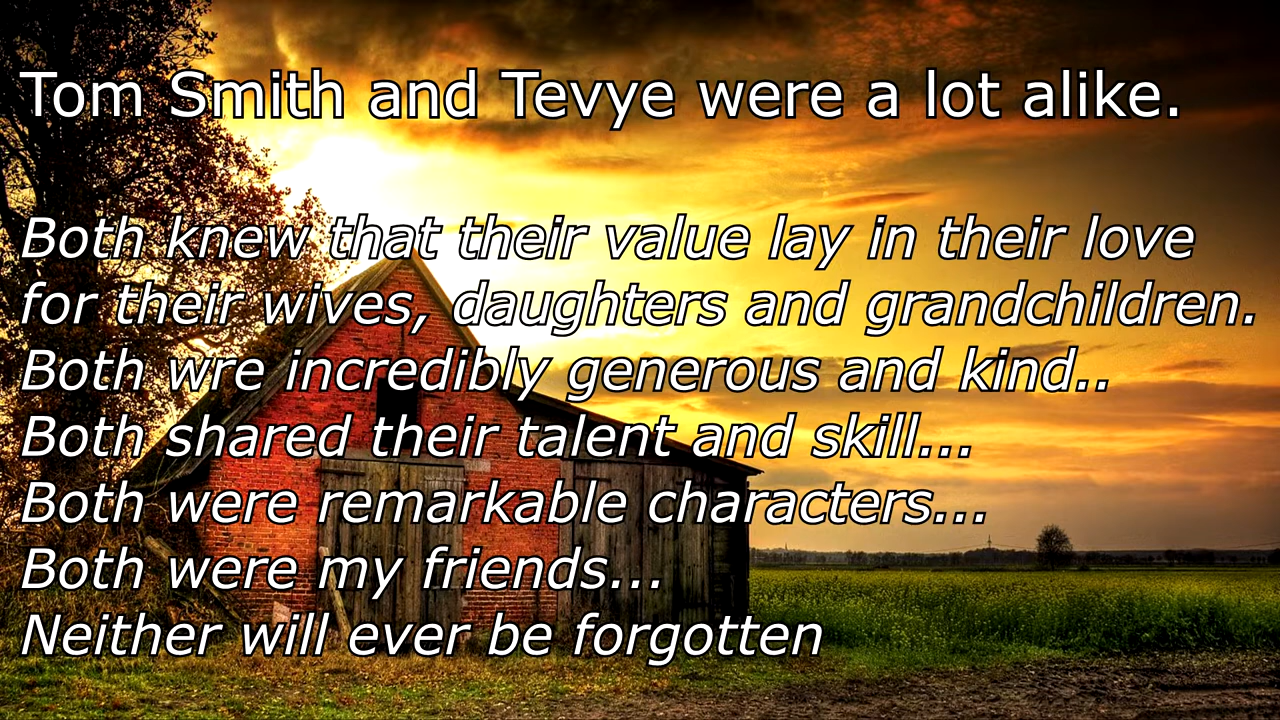 Tom Smith and Tevye were a lot alike.
Both knew that their value lay in their love
for their wives, daughters and grandchildren.
Both wre incredibly generous and kind..
Both shared their talent and skill...
Both were remarkable characters...
Both were my friends...
Neither will ever be forgotten